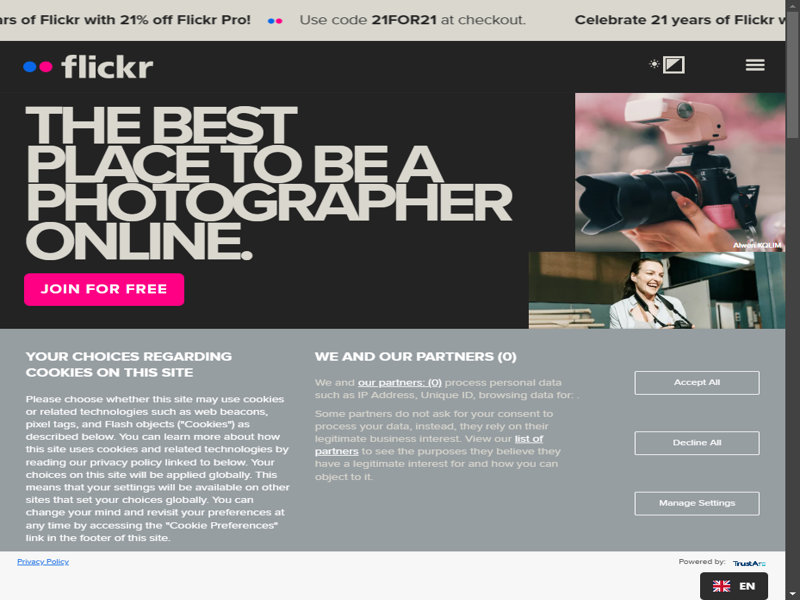 rs of Flickr with 21% off Flickr Pro! Use code 21FOR21 at checkout. Celebrate 21 years of Flickr w
flickr
THE BEST
PLACE TO BE A
PHOTOGRAPHER
ONLINE.
JOIN FOR FREE
Alwan KQLIM
YOUR CHOICES REGARDING
COOKIES ON THIS SITE
Please choose whether this site may use cookies
or related technologies such as web beacons,
pixel tags, and Flash objects ("Cookies") as
described below. You can learn more about how
this site uses cookies and related technologies by
reading our privacy policy linked to below. Your
choices on this site will be applied globally. This
means that your settings will be available on other
sites that set your choices globally. You can
change your mind and revisit your preferences at
any time by accessing the "Cookie Preferences"
link in the footer of this site.
WE AND OUR PARTNERS (0)
We and our partners: (0) process personal data
such as IP Address, Unique ID, browsing data for: .
Some partners do not ask for your consent to
process your data, instead, they rely on their
legitimate business interest. View our list of
partners to see the purposes they believe they
have a legitimate interest for and how you can
object to it.
Accept All
Decline All
Manage Settings
Privacy Policy
Powered by: TrustArc
EN